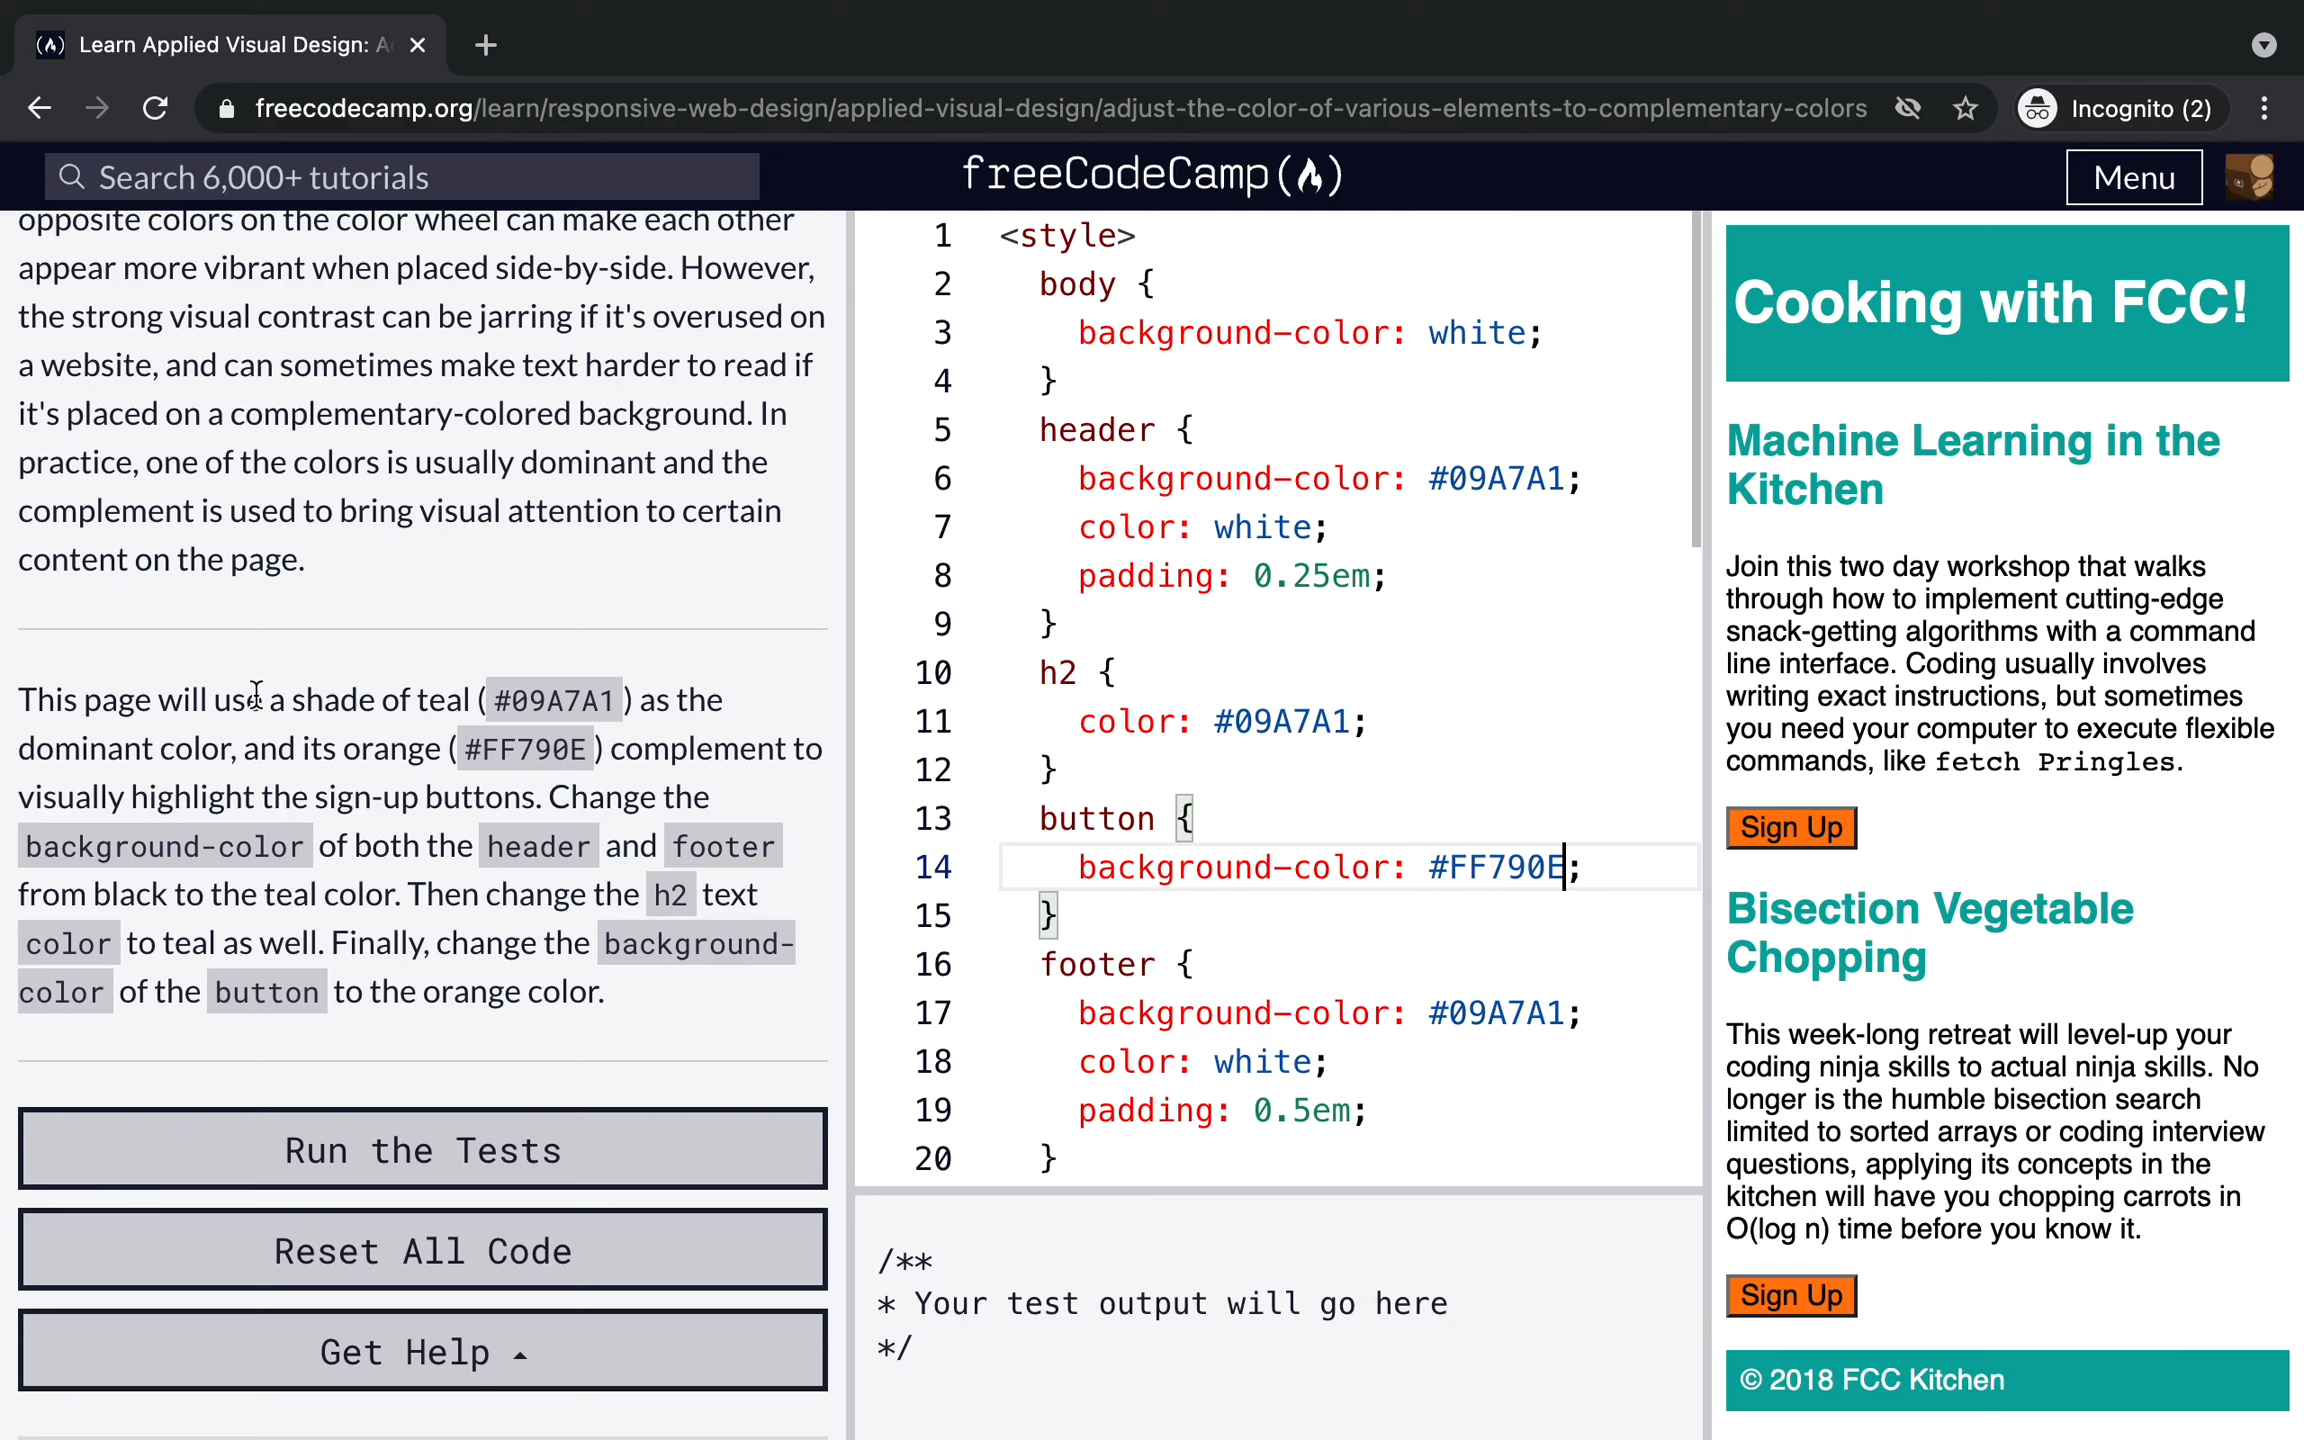 Learn Applied Visual Design: A
freecodecamp.org/learn/responsive-web-design/applied-visual-design/adjust-the-color-of-various-elements-to-complementary-colors
Incognito (2)
Search 6,000+ tutorials
freeCodeCamp
Menu
opposite colors on the color wheel can make each other
appear more vibrant when placed side-by-side. However,
the strong visual contrast can be jarring if it's overused on
a website, and can sometimes make text harder to read if
it's placed on a complementary-colored background. In
practice, one of the colors is usually dominant and the
complement is used to bring visual attention to certain
content on the page.
This page will use a shade of teal (#09A7A1) as the
dominant color, and its orange (#FF790E) complement to
visually highlight the sign-up buttons. Change the
background-color of both the header and footer
from black to the teal color. Then change the h2 text
color to teal as well. Finally, change the background-
color of the button to the orange color.
Run the Tests
Reset All Code
Get Help
1 <style>
2 body {
3 background-color: white;
4 }
5 header {
6 background-color: #09A7A1;
7 color: white;
8 padding: 0.25em;
9 }
10 h2 {
11 color: #09A7A1;
12 }
13 button {
14 background-color: #FF790E;
15 }
16 footer {
17 background-color: #09A7A1;
18 color: white;
19 padding: 0.5em;
20 }
/**
* Your test output will go here
*/
Cooking with FCC!
Machine Learning in the
Kitchen
Join this two day workshop that walks
through how to implement cutting-edge
snack-getting algorithms with a command
line interface. Coding usually involves
writing exact instructions, but sometimes
you need your computer to execute flexible
commands, like fetch Pringles.
Sign Up
Bisection Vegetable
Chopping
This week-long retreat will level-up your
coding ninja skills to actual ninja skills. No
longer is the humble bisection search
limited to sorted arrays or coding interview
questions, applying its concepts in the
kitchen will have you chopping carrots in
O(log n) time before you know it.
Sign Up
© 2018 FCC Kitchen